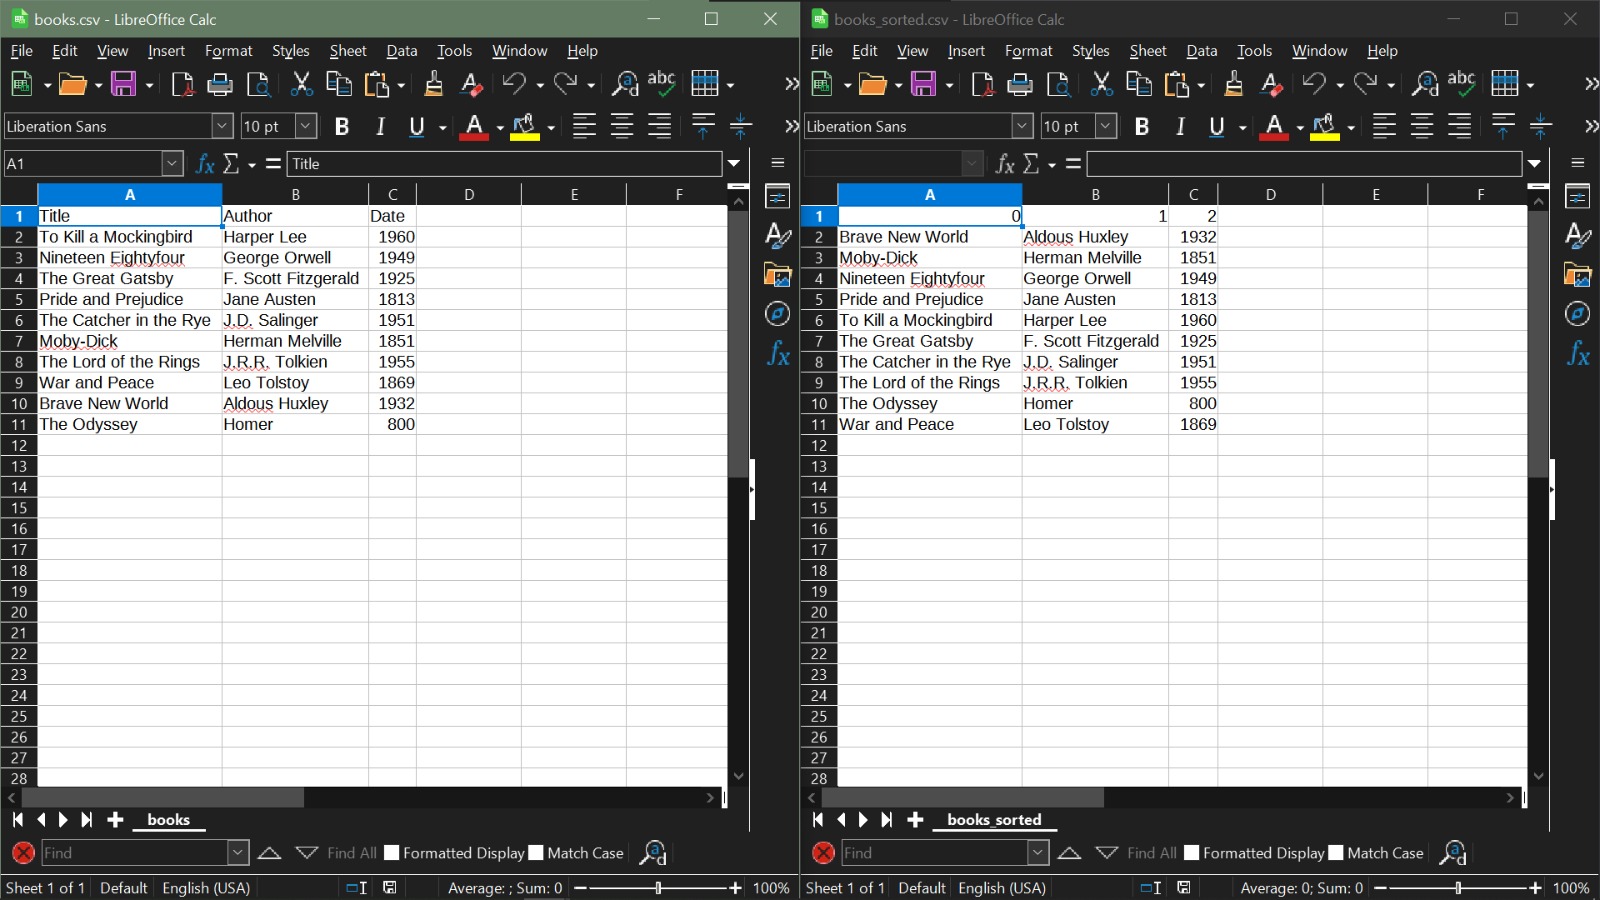 books.csv - LibreOffice Calc
File Edit View Insert Format Styles Sheet Data Tools Window Help
abc
Liberation Sans 10 pt B I U A
A1 fx Σ = Title
A B C D E F
1 Title Author Date
2 To Kill a Mockingbird Harper Lee 1960
3 Nineteen Eightyfour George Orwell 1949
4 The Great Gatsby F. Scott Fitzgerald 1925
5 Pride and Prejudice Jane Austen 1813
6 The Catcher in the Rye J.D. Salinger 1951
7 Moby-Dick Herman Melville 1851
8 The Lord of the Rings J.R.R. Tolkien 1955
9 War and Peace Leo Tolstoy 1869
10 Brave New World Aldous Huxley 1932
11 The Odyssey Homer 800
12
13
14
15
16
17
18
19
20
21
22
23
24
25
26
27
28
books
Find Find All Formatted Display Match Case
Sheet 1 of 1 Default English (USA) Average: ; Sum: 0 100%
books_sorted.csv - LibreOffice Calc
File Edit View Insert Format Styles Sheet Data Tools Window Help
abc
Liberation Sans 10 pt B I U A
fx Σ =
A B C D E F
1 0 1 2
2 Brave New World Aldous Huxley 1932
3 Moby-Dick Herman Melville 1851
4 Nineteen Eightyfour George Orwell 1949
5 Pride and Prejudice Jane Austen 1813
6 To Kill a Mockingbird Harper Lee 1960
7 The Great Gatsby F. Scott Fitzgerald 1925
8 The Catcher in the Rye J.D. Salinger 1951
9 The Lord of the Rings J.R.R. Tolkien 1955
10 The Odyssey Homer 800
11 War and Peace Leo Tolstoy 1869
12
13
14
15
16
17
18
19
20
21
22
23
24
25
26
27
28
books_sorted
Find Find All Formatted Display Match Case
Sheet 1 of 1 Default English (USA) Average: 0; Sum: 0 100%